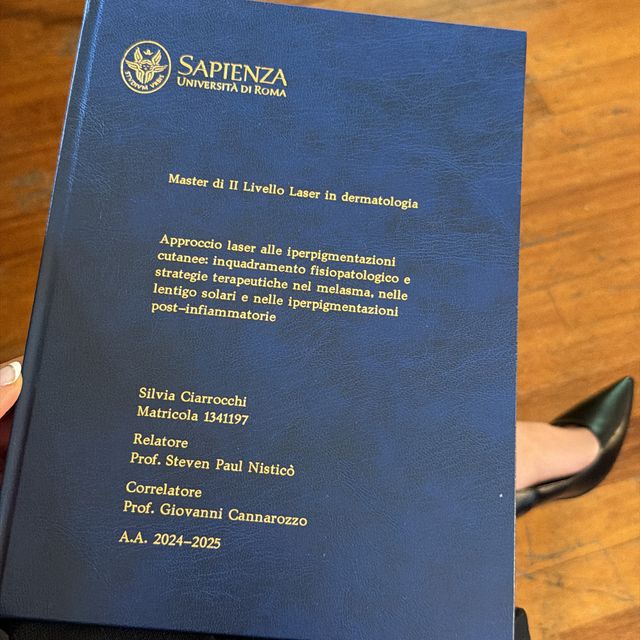 STUDIUM URBIS
SAPIENZA
UNIVERSITÀ DI ROMA
Master di II Livello Laser in dermatologia
Approccio laser alle iperpigmentazioni
cutanee: inquadramento fisiopatologico e
strategie terapeutiche nel melasma, nelle
lentigo solari e nelle iperpigmentazioni
post-infiammatorie
Silvia Ciarrocchi
Matricola 1341197
Relatore
Prof. Steven Paul Nisticò
Correlatore
Prof. Giovanni Cannarozzo
A.A. 2024-2025